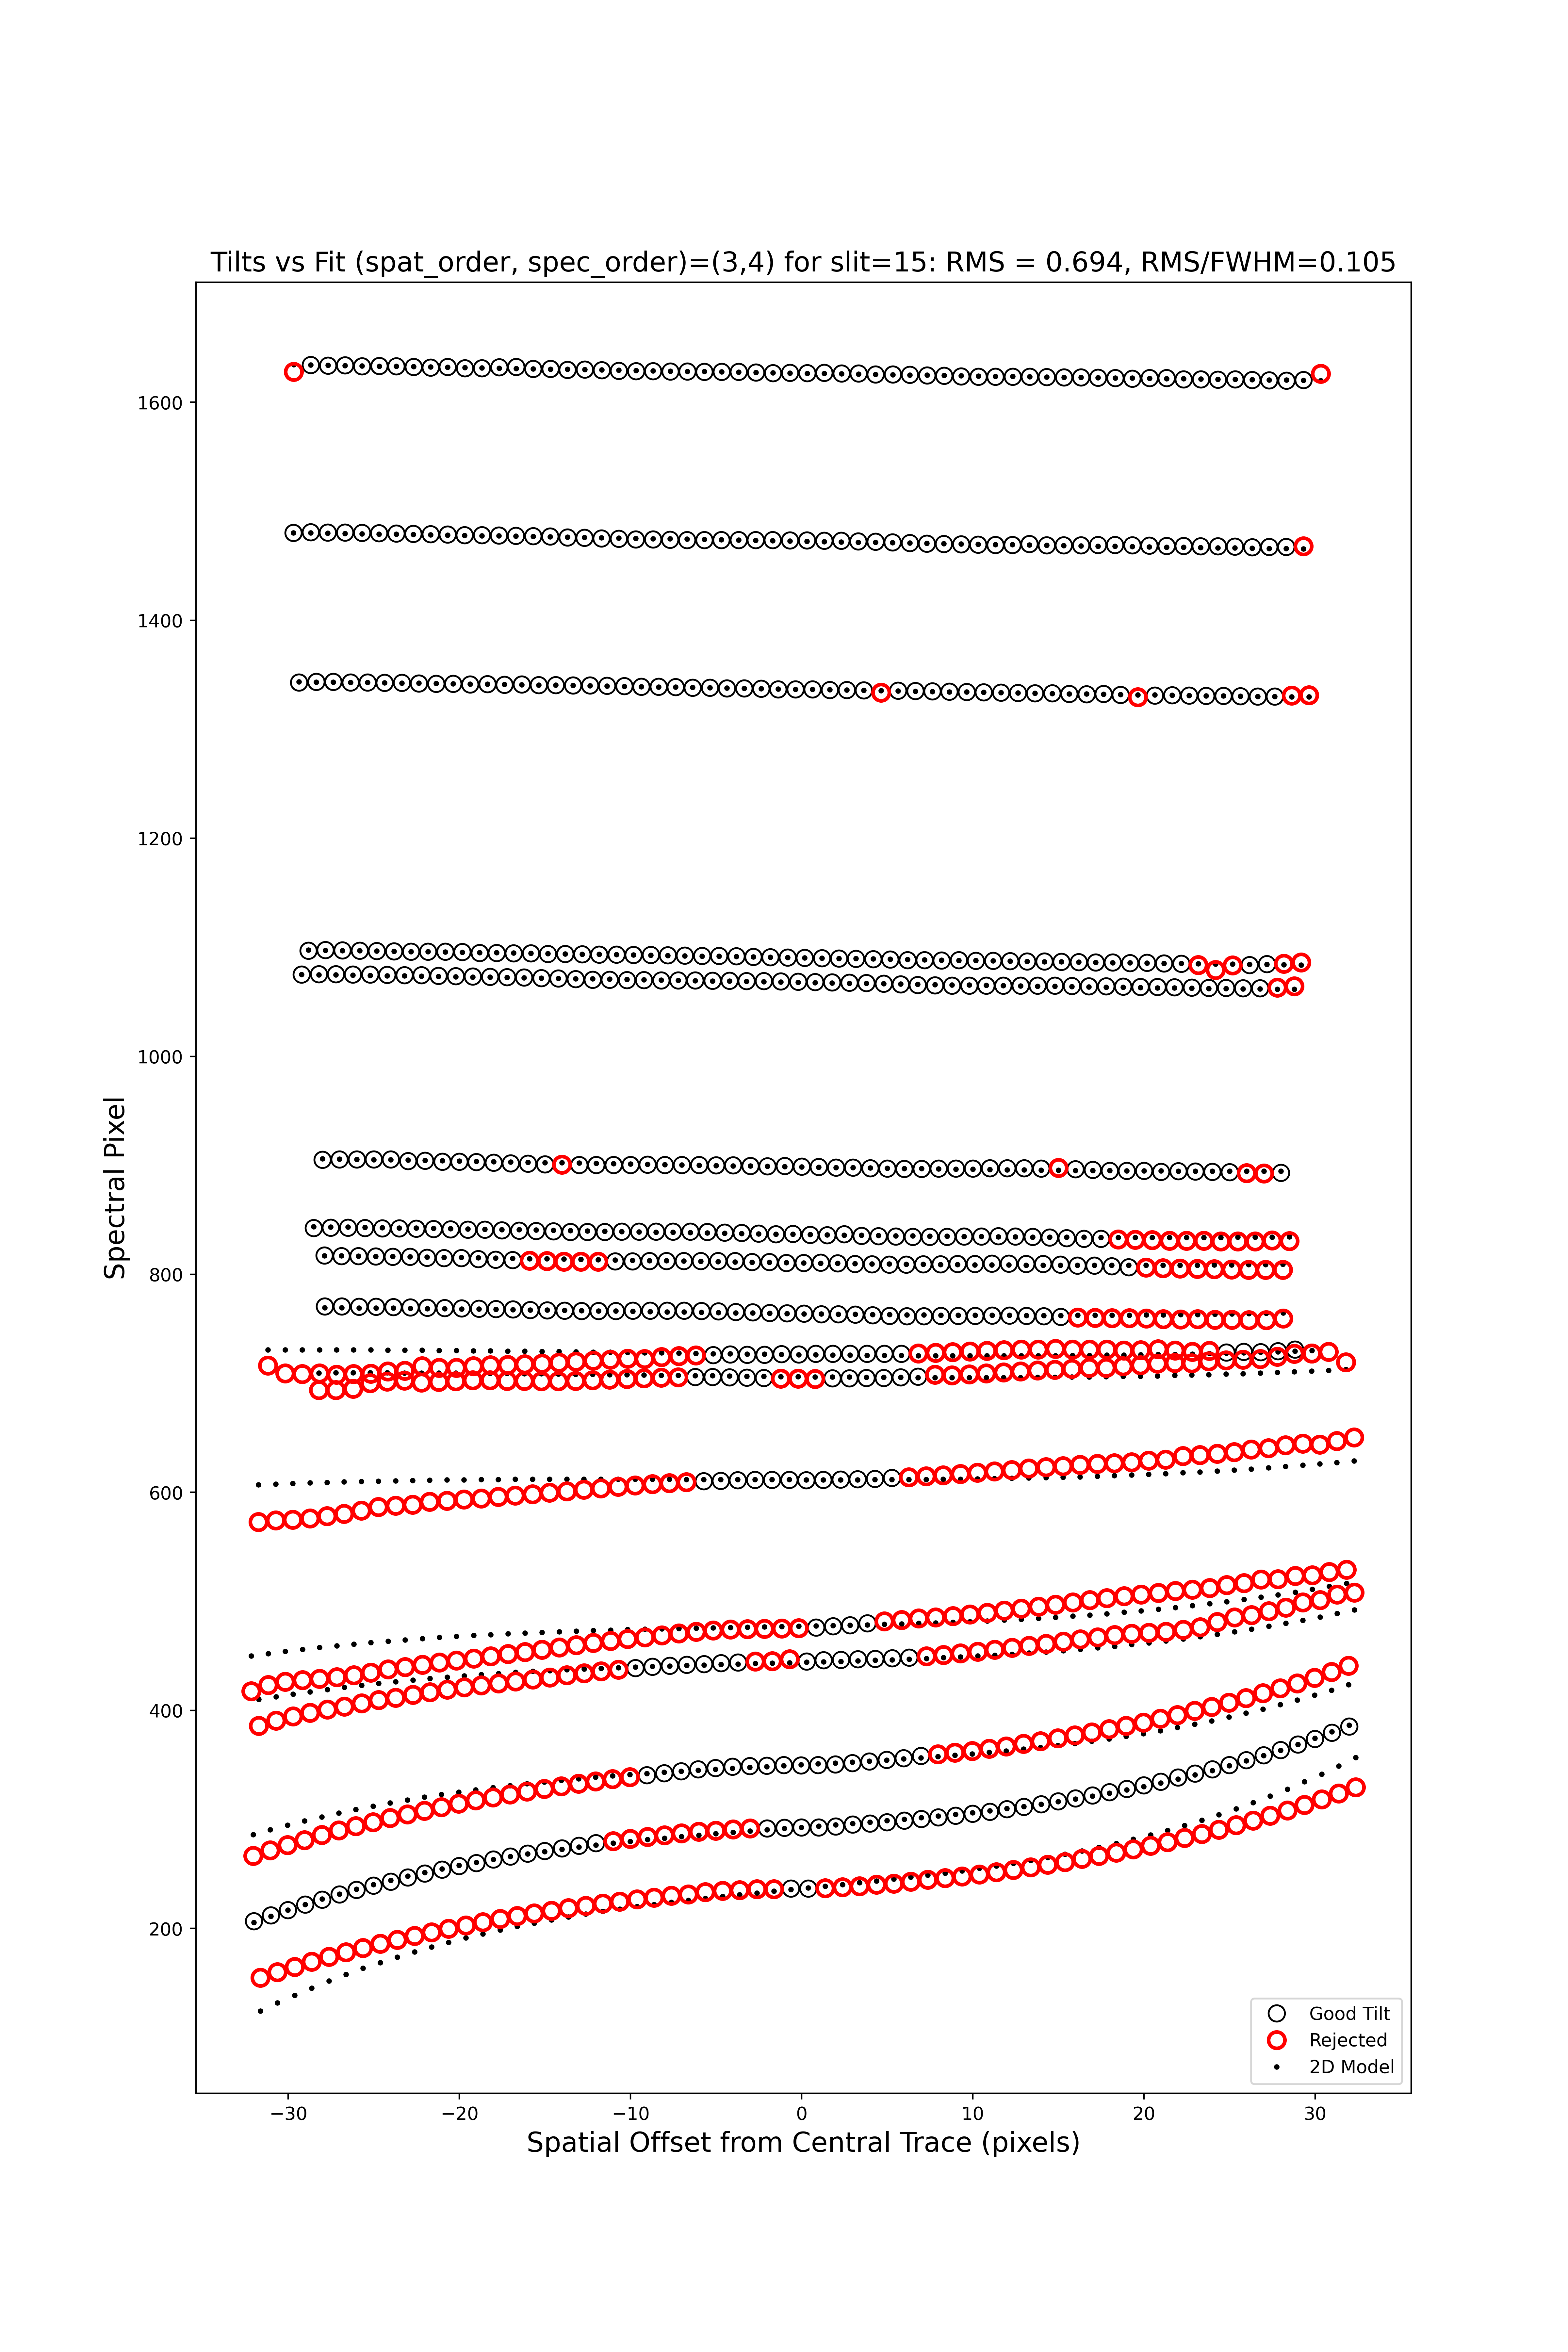 Tilts vs Fit (spat_order, spec_order)=(3,4) for slit=15: RMS = 0.694, RMS/FWHM=0.105
1600
1400
1200
1000
800
600
400
200
Spectral Pixel
Good Tilt
Rejected
2D Model
−30 −20 −10 0 10 20 30
Spatial Offset from Central Trace (pixels)